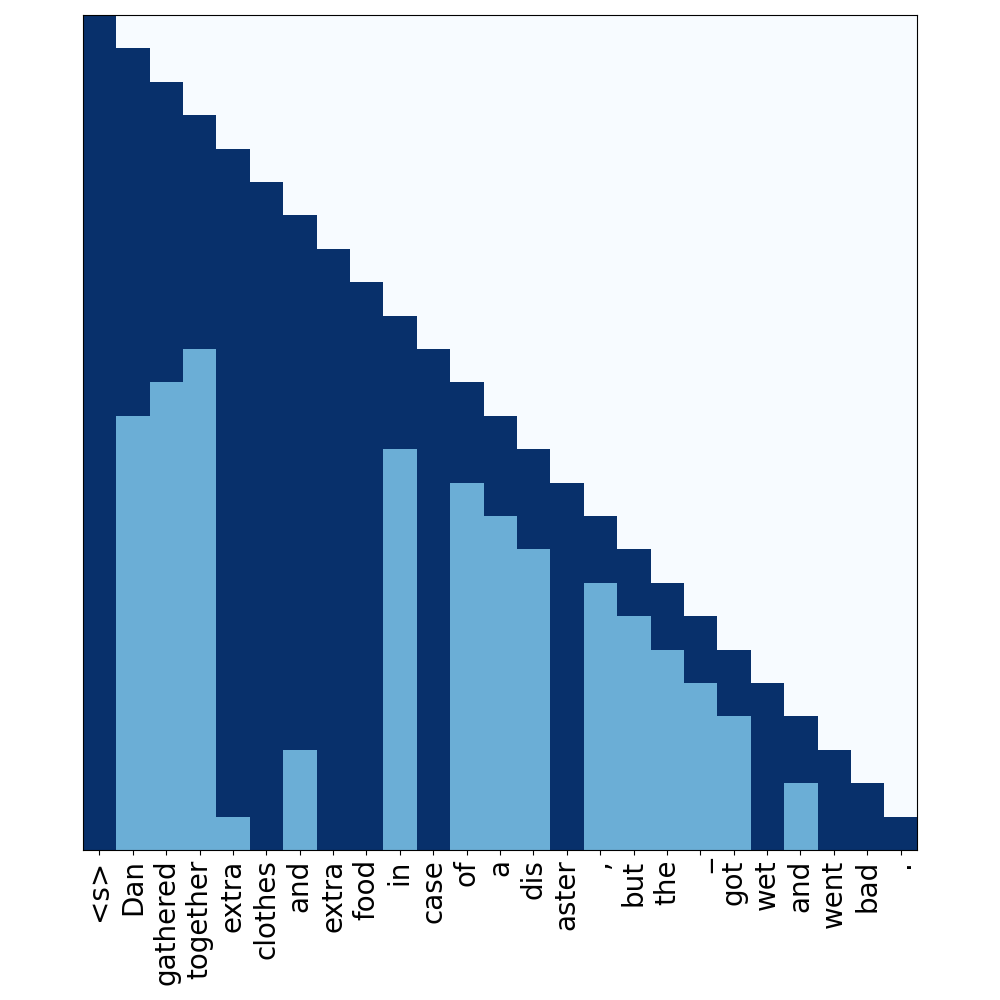 <s> Dan gathered together extra clothes and extra food in case of a dis aster , but the _ got wet and went bad .